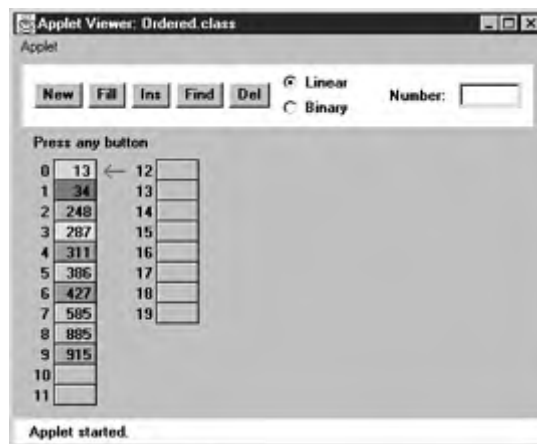 Applet Viewer: Ordered.class
Applet
New Fill Ins Find Del Linear Binary Number:
Press any button
0 13 ← 12
1 34 13
2 248 14
3 287 15
4 311 16
5 386 17
6 427 18
7 585 19
8 885
9 915
10
11
Applet started.